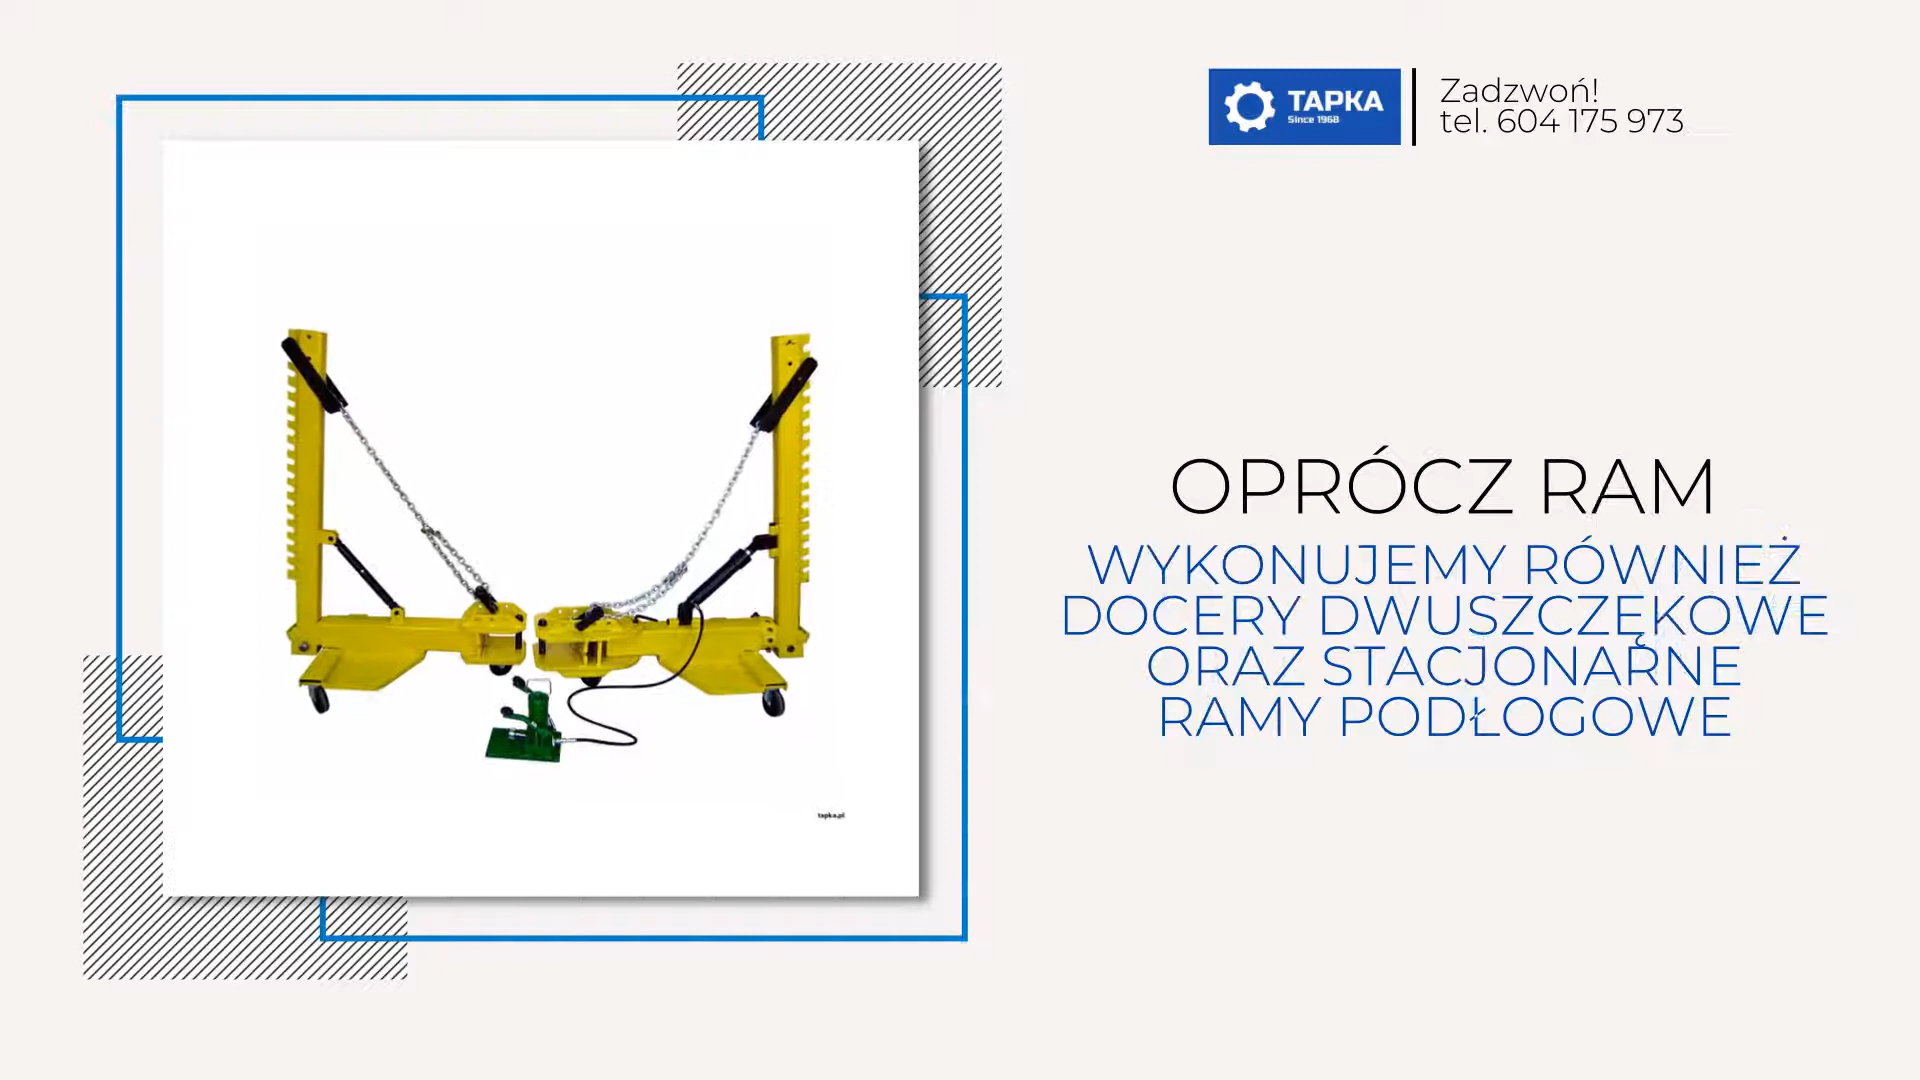 TAPKA
Since 1968
Zadzwoń!
tel. 604 175 973
OPRÓCZ RAM
WYKONUJEMY RÓWNIEŻ
DOCERY DWUSZCZĘKOWE
ORAZ STACJONARNE
RAMY PODŁOGOWE
tapka.pl